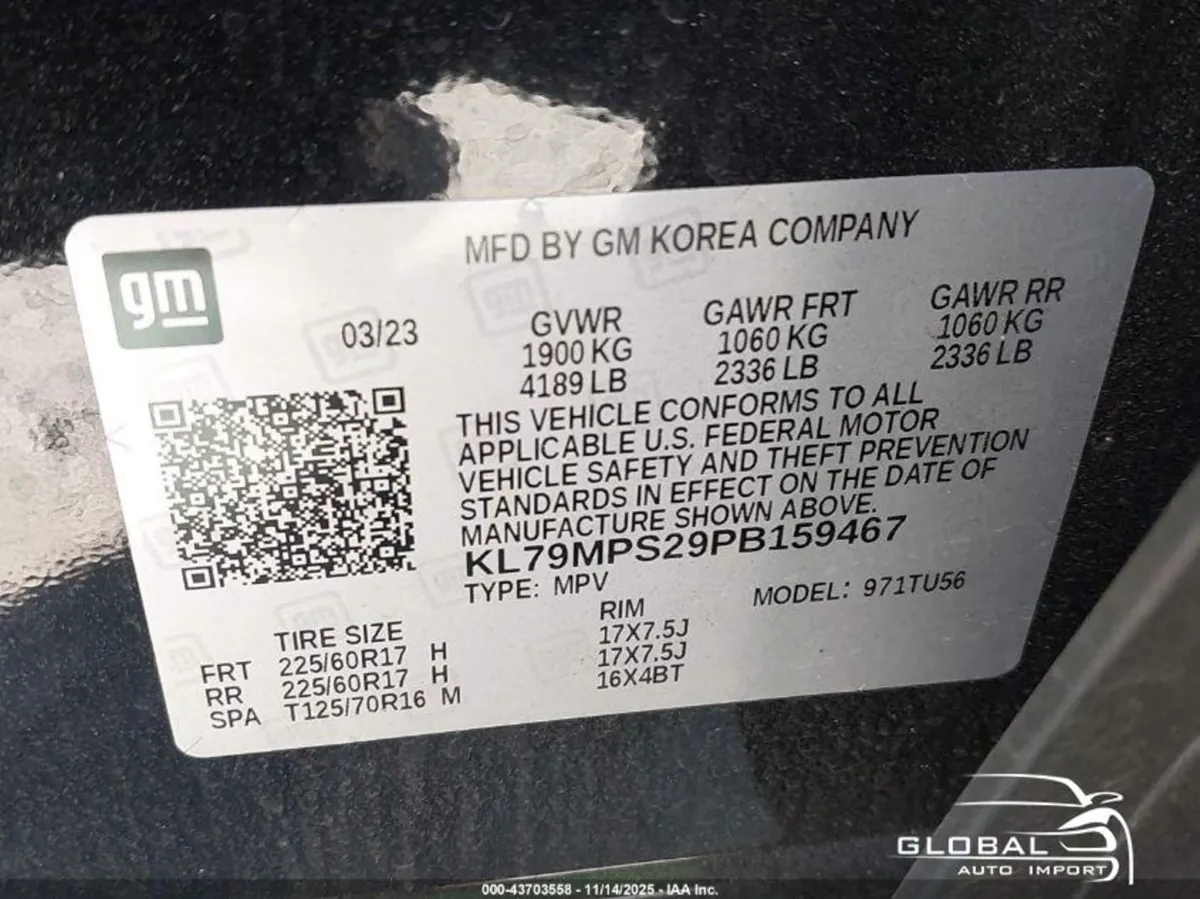 gm
MFD BY GM KOREA COMPANY
03/23
GVWR GAWR FRT GAWR RR
1900 KG 1060 KG 1060 KG
4189 LB 2336 LB 2336 LB
THIS VEHICLE CONFORMS TO ALL
APPLICABLE U.S. FEDERAL MOTOR
VEHICLE SAFETY AND THEFT PREVENTION
STANDARDS IN EFFECT ON THE DATE OF
MANUFACTURE SHOWN ABOVE.
KL79MPS29PB159467
TYPE: MPV MODEL: 971TU56
TIRE SIZE RIM
FRT 225/60R17 H 17X7.5J
RR 225/60R17 H 17X7.5J
SPA T125/70R16 M 16X4BT
GLOBAL
AUTO IMPORT
000-43703558 - 11/14/2025 - IAA Inc.